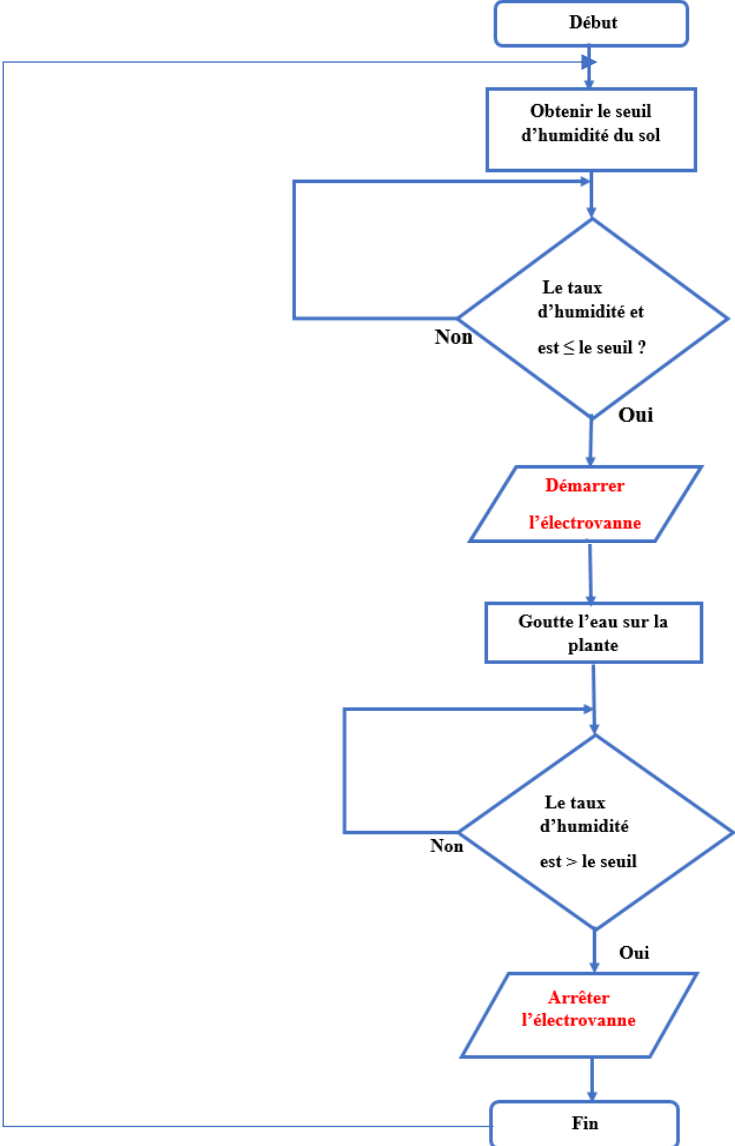 Début
Obtenir le seuil
d’humidité du sol
Le taux
d’humidité et
est ≤ le seuil ?
Non
Oui
Démarrer
l’électrovanne
Goutte l’eau sur la
plante
Le taux
d’humidité
est > le seuil
Non
Oui
Arrêter
l’électrovanne
Fin